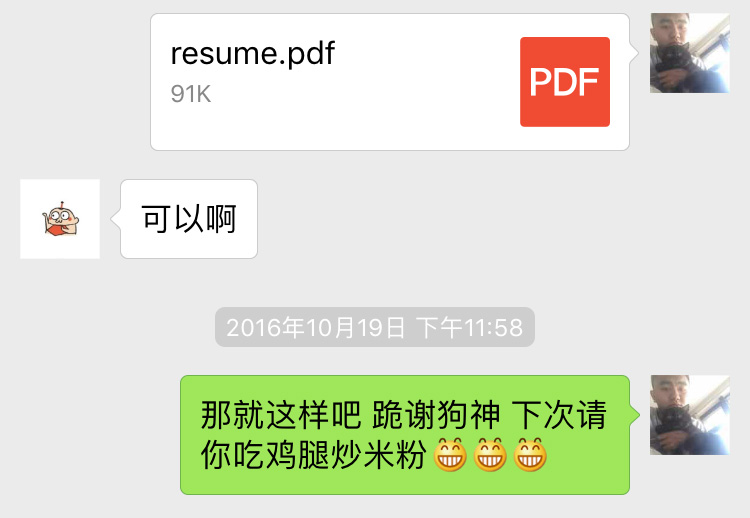 resume.pdf
91K
PDF
可以啊
2016年10月19日 下午11:58
那就这样吧 跪谢狗神 下次请
你吃鸡腿炒米粉😁😁😁